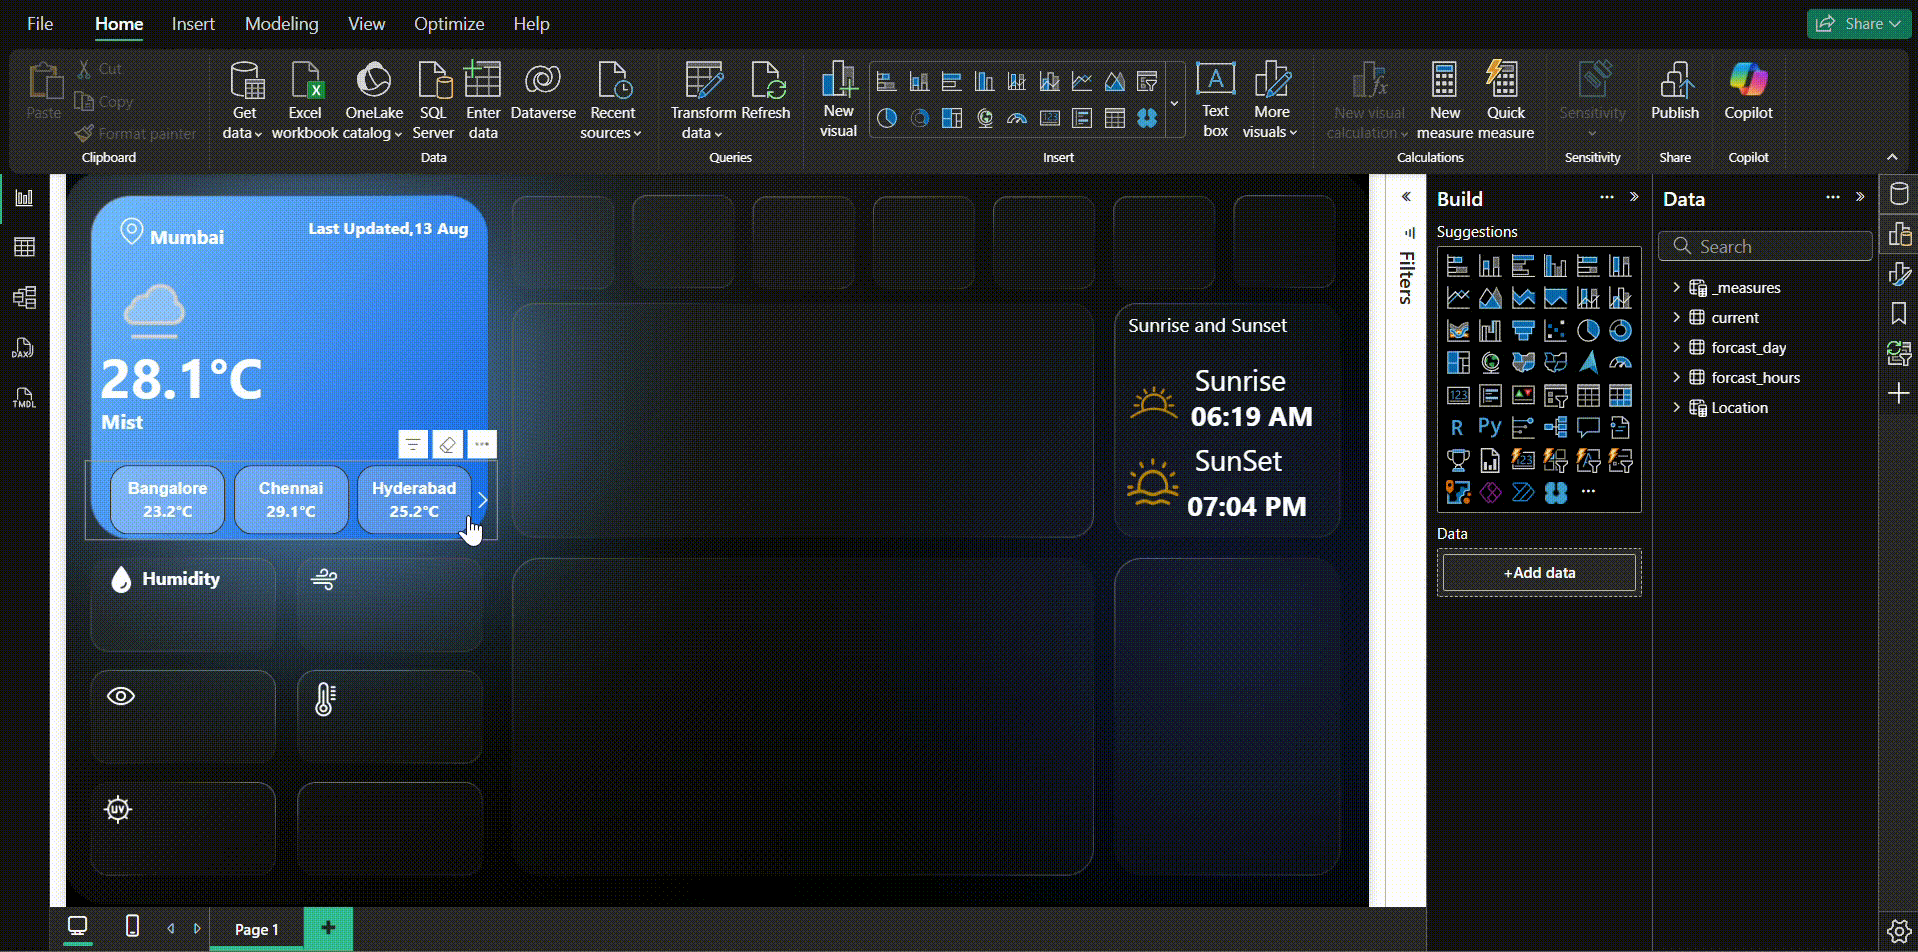 File Home Insert Modeling View Optimize Help
Share
Paste
Cut
Copy
Format painter
Clipboard
Get data
Excel workbook
OneLake catalog
SQL Server
Enter data
Dataverse
Recent sources
Data
Transform data
Refresh
Queries
New visual
Text box
More visuals
Insert
New visual calculation
New measure
Quick measure
Calculations
Sensitivity
Sensitivity
Publish
Share
Copilot
Copilot
DAX
TMDL
Mumbai
Last Updated,13 Aug
28.1°C
Mist
Bangalore
23.2°C
Chennai
29.1°C
Hyderabad
25.2°C
Humidity
UV
Sunrise and Sunset
Sunrise
06:19 AM
SunSet
07:04 PM
Filters
Build
Suggestions
123
R
Py
123
Data
+Add data
Data
Search
_measures
current
forcast_day
forcast_hours
Location
Page 1